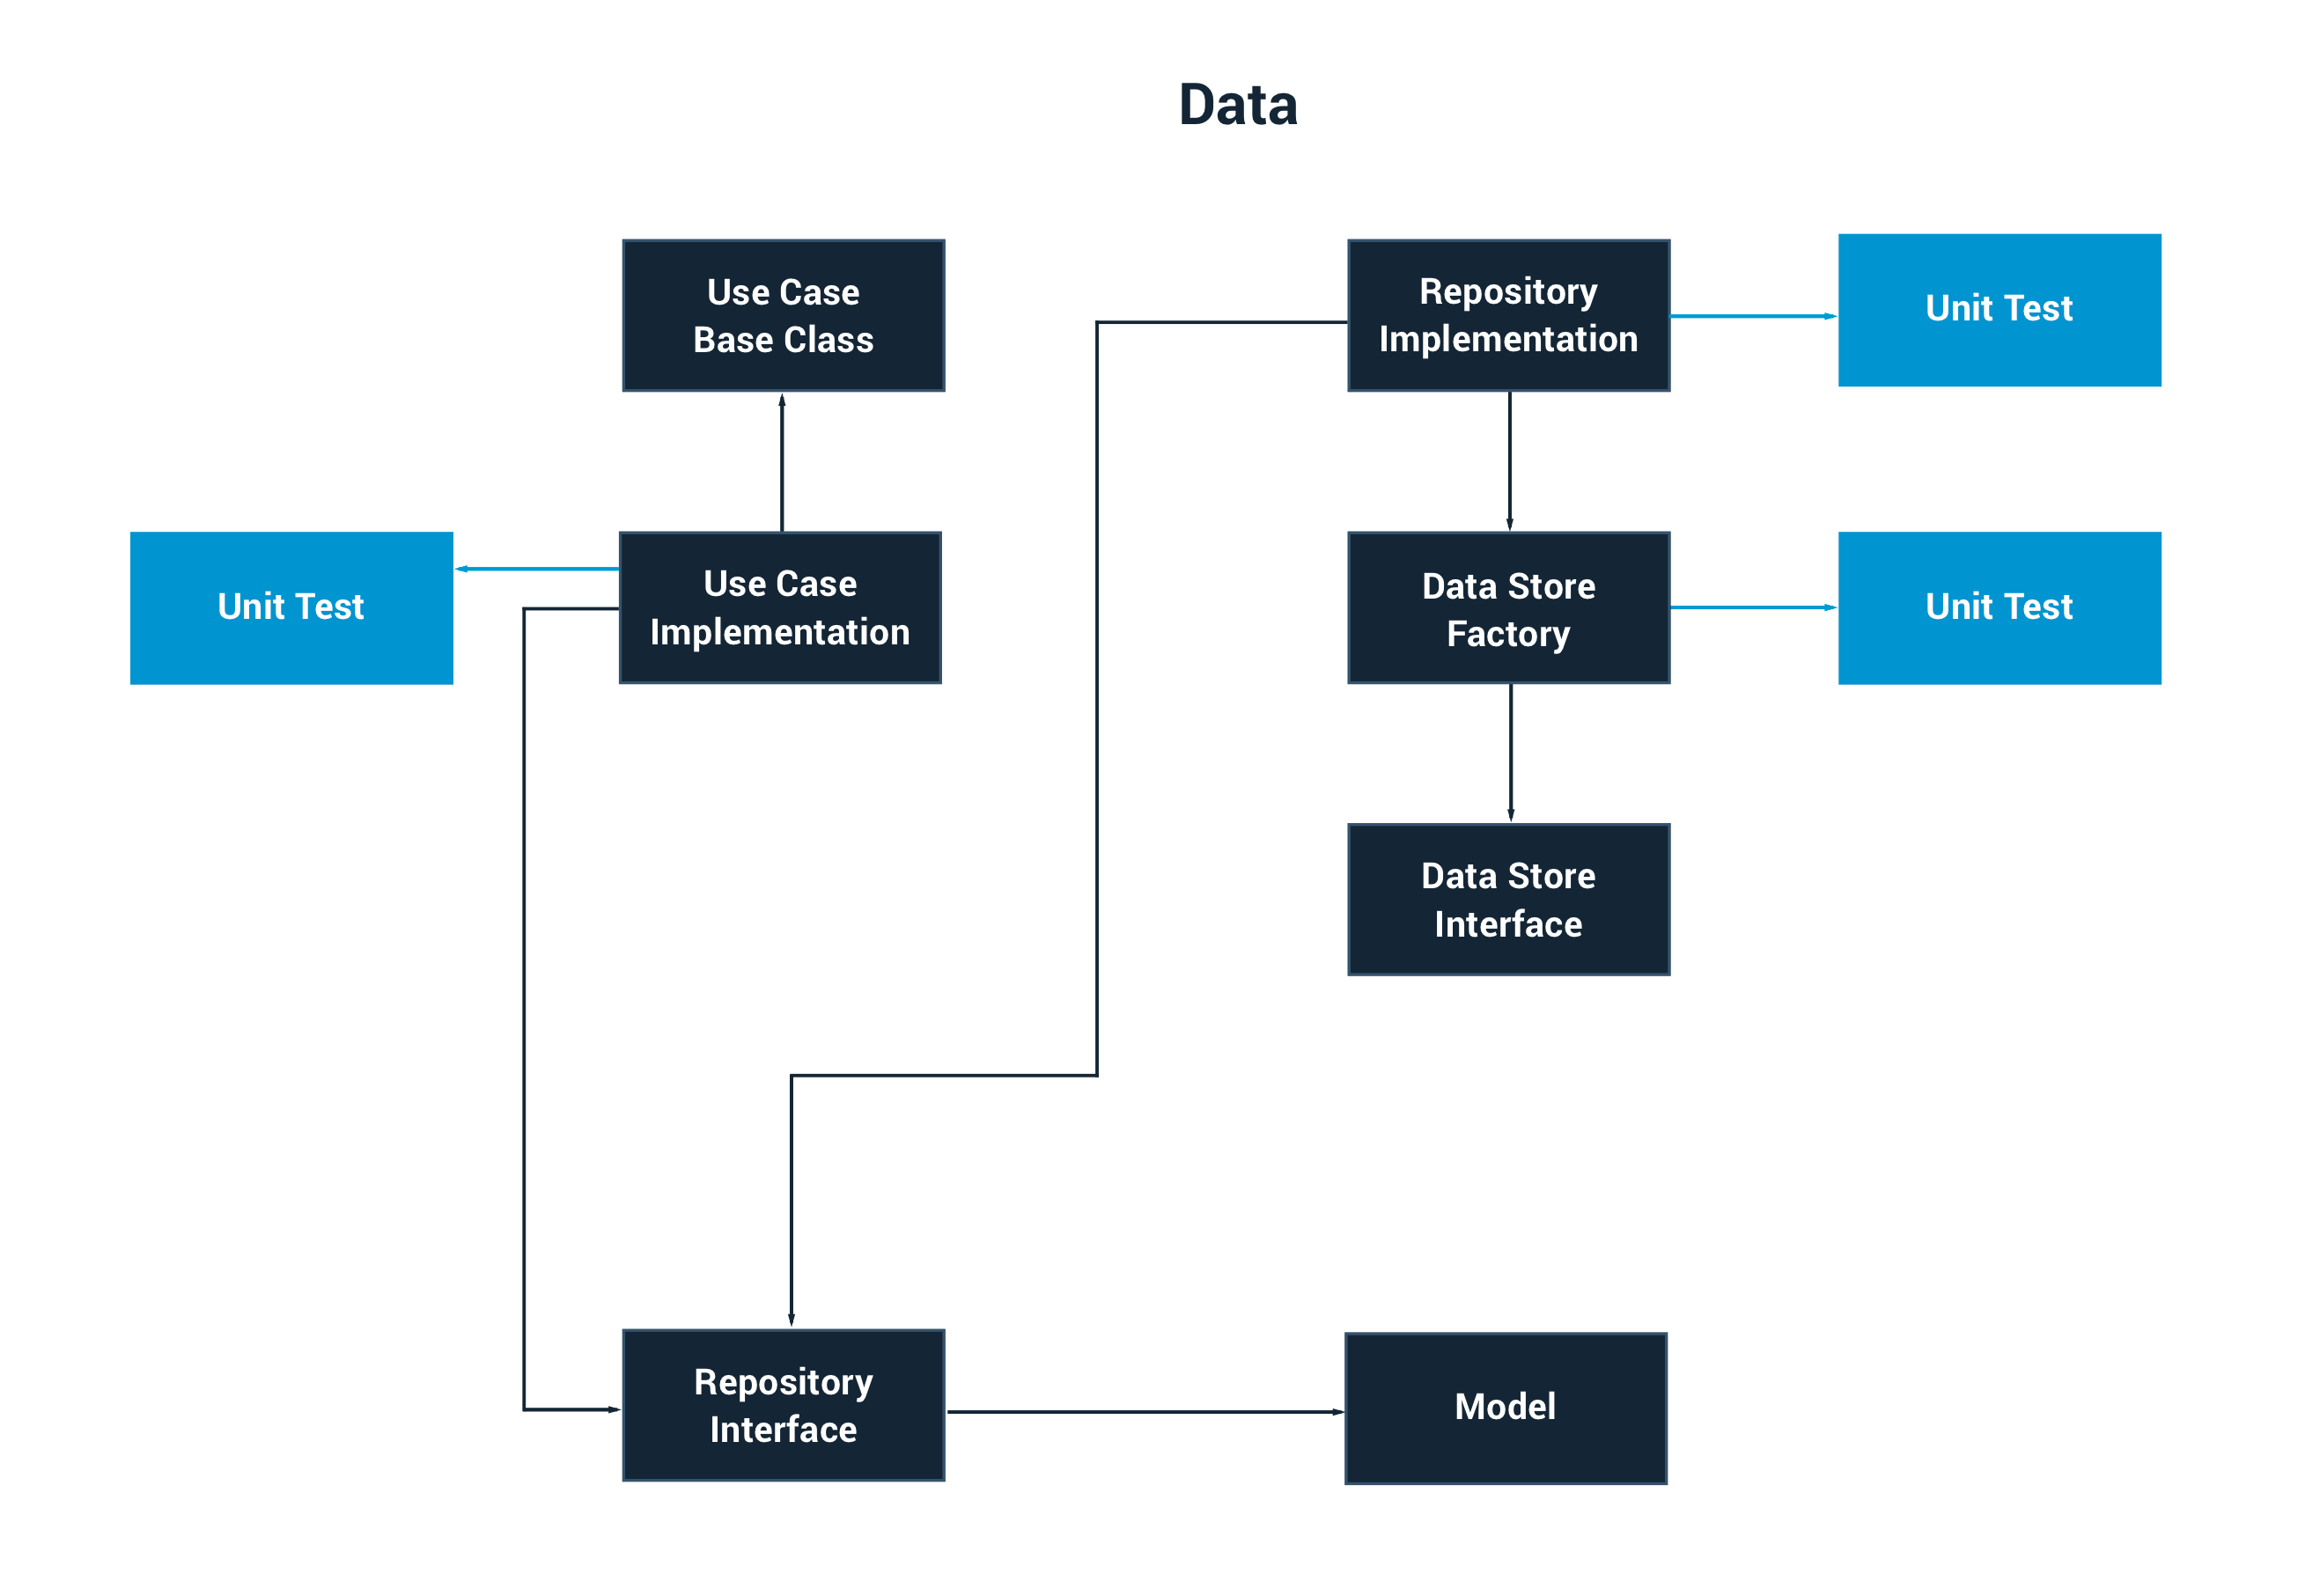 Data
Use Case
Base Class
Repository
Implementation
Unit Test
Unit Test
Use Case
Implementation
Data Store
Factory
Unit Test
Data Store
Interface
Repository
Interface
Model